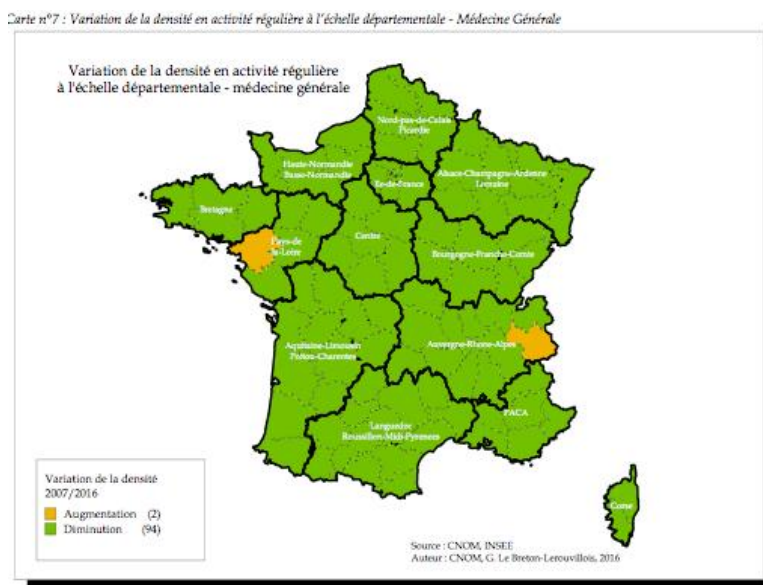 Carte n°7 : Variation de la densité en activité régulière à l'échelle départementale - Médecine Générale
Variation de la densité en activité régulière
à l'échelle départementale - médecine générale
Nord-pas-de-Calais
Picardie
Haute-Normandie
Basse-Normandie
Ile-de-France
Alsace-Champagne-Ardenne
Lorraine
Bretagne
Pays-de
la-Loire
Centre
Bourgogne-Franche-Comté
Aquitaine-Limousin
Poitou-Charentes
Auvergne-Rhone-Alpes
PACA
Languedoc
Roussillon-Midi-Pyrenees
Corse
Variation de la densité
2007/2016
Augmentation (2)
Diminution (94)
Source : CNOM, INSEE
Auteur : CNOM, G. Le Breton-Lerouvillois, 2016